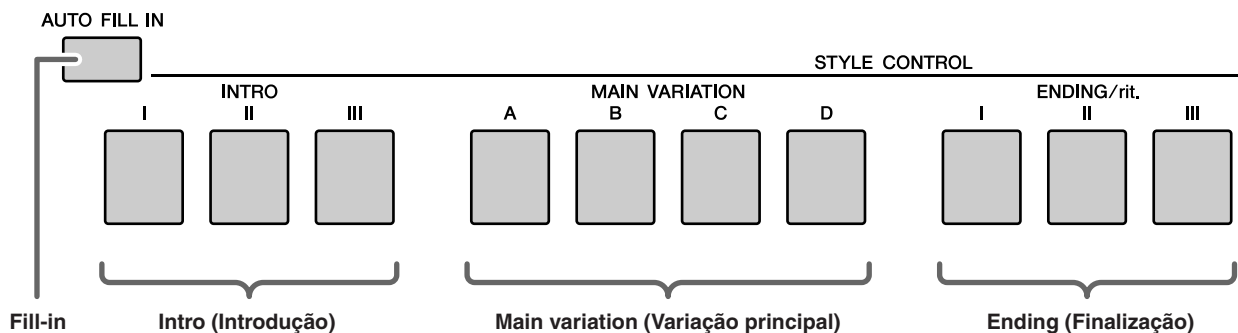 AUTO FILL IN
STYLE CONTROL
INTRO MAIN VARIATION ENDING/rit.
I II III A B C D I II III
Fill-in Intro (Introdução) Main variation (Variação principal) Ending (Finalização)